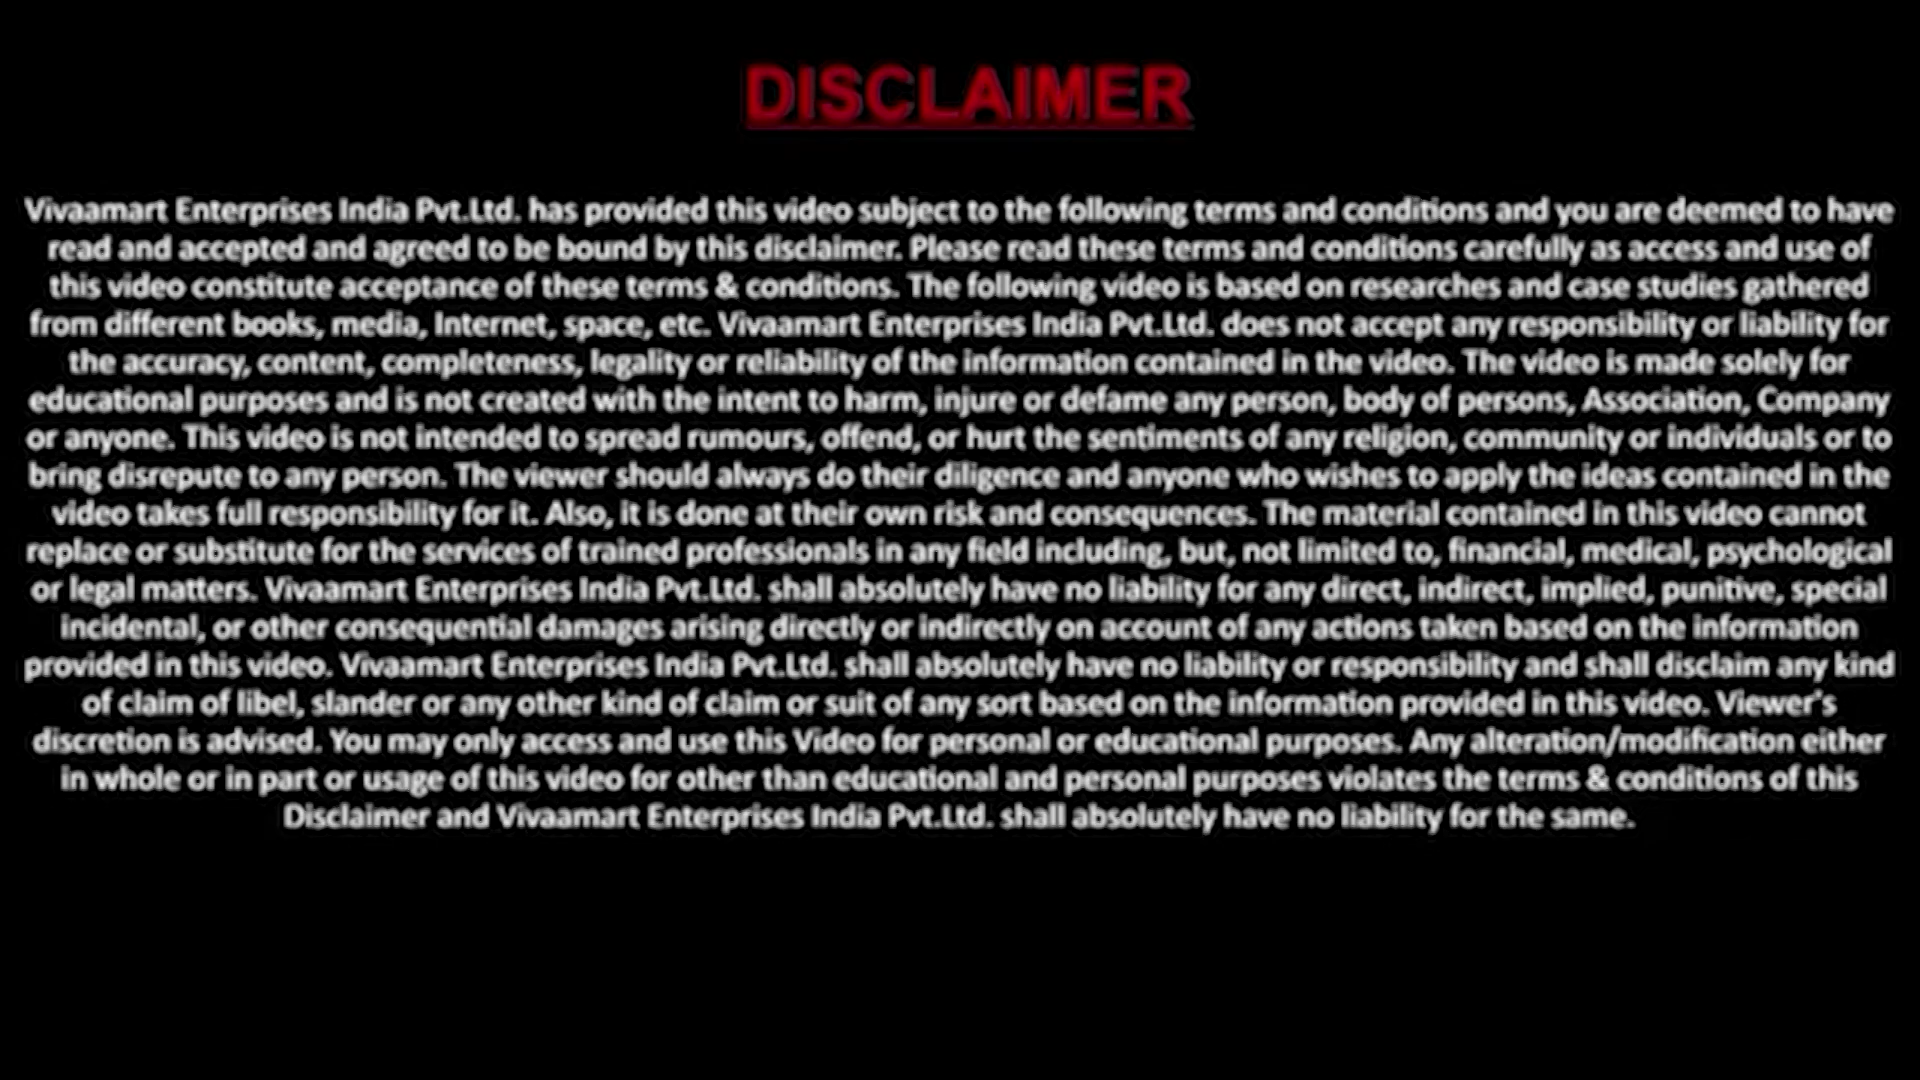 DISCLAIMER
Vivaamart Enterprises India Pvt.Ltd. has provided this video subject to the following terms and conditions and you are deemed to have
read and accepted and agreed to be bound by this disclaimer. Please read these terms and conditions carefully as access and use of
this video constitute acceptance of these terms & conditions. The following video is based on researches and case studies gathered
from different books, media, Internet, space, etc. Vivaamart Enterprises India Pvt.Ltd. does not accept any responsibility or liability for
the accuracy, content, completeness, legality or reliability of the information contained in the video. The video is made solely for
educational purposes and is not created with the intent to harm, injure or defame any person, body of persons, Association, Company
or anyone. This video is not intended to spread rumours, offend, or hurt the sentiments of any religion, community or individuals or to
bring disrepute to any person. The viewer should always do their diligence and anyone who wishes to apply the ideas contained in the
video takes full responsibility for it. Also, it is done at their own risk and consequences. The material contained in this video cannot
replace or substitute for the services of trained professionals in any field including, but, not limited to, financial, medical, psychological
or legal matters. Vivaamart Enterprises India Pvt.Ltd. shall absolutely have no liability for any direct, indirect, implied, punitive, special
incidental, or other consequential damages arising directly or indirectly on account of any actions taken based on the information
provided in this video. Vivaamart Enterprises India Pvt.Ltd. shall absolutely have no liability or responsibility and shall disclaim any kind
of claim of libel, slander or any other kind of claim or suit of any sort based on the information provided in this video. Viewer's
discretion is advised. You may only access and use this Video for personal or educational purposes. Any alteration/modification either
in whole or in part or usage of this video for other than educational and personal purposes violates the terms & conditions of this
Disclaimer and Vivaamart Enterprises India Pvt.Ltd. shall absolutely have no liability for the same.